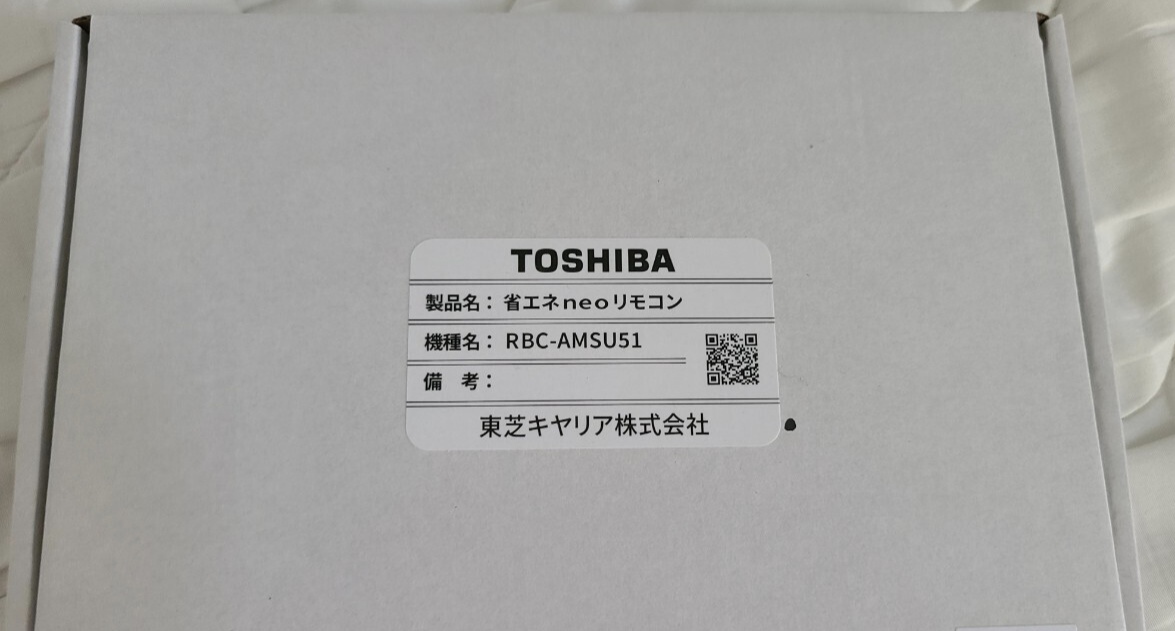 TOSHIBA
製品名：省エネneoリモコン
機種名：RBC-AMSU51
備　考：
東芝キヤリア株式会社